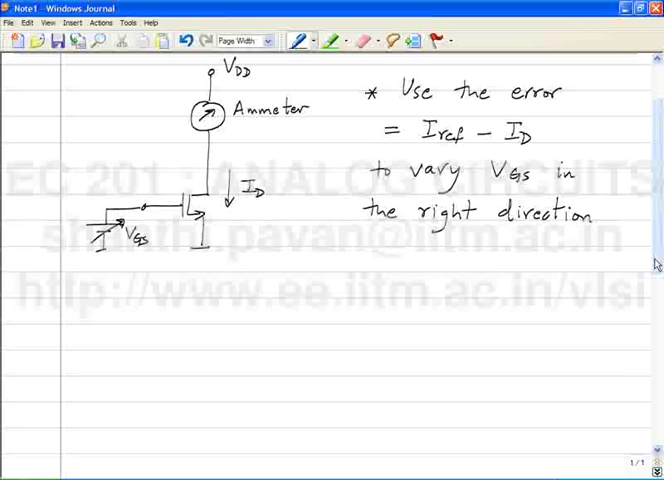 Note1 - Windows Journal
File Edit View Insert Actions Tools Help
Page Width
VDD
Ammeter
ID
VGS
* Use the error
= Iref - ID
to vary VGS in
the right direction
EC 201 : ANALOG CIRCUITS
shanthi.pavan@iitm.ac.in
http://www.ee.iitm.ac.in/vlsi
1/1